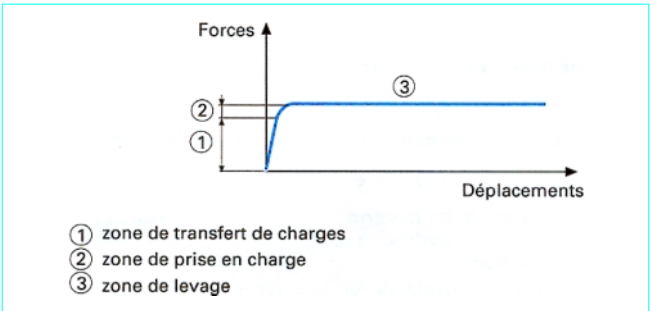 Forces
③
②
①
Déplacements
① zone de transfert de charges
② zone de prise en charge
③ zone de levage